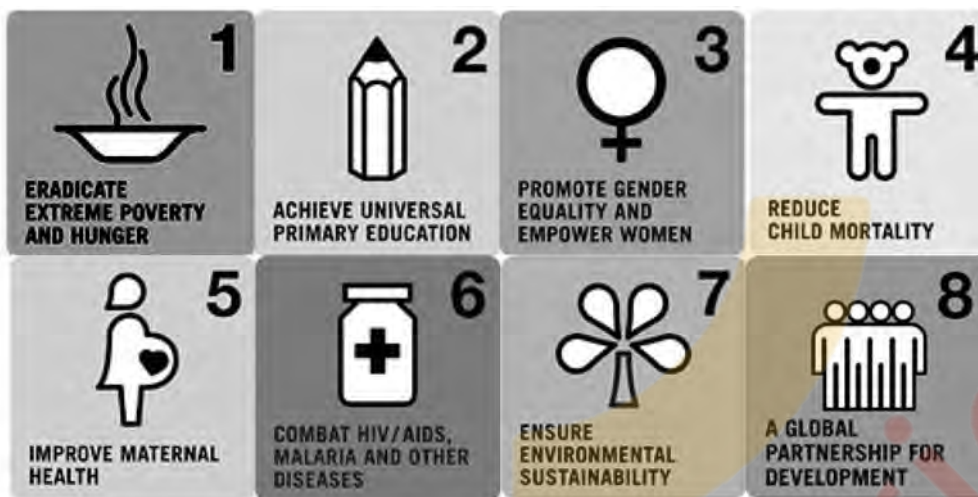 1
ERADICATE
EXTREME POVERTY
AND HUNGER
2
ACHIEVE UNIVERSAL
PRIMARY EDUCATION
3
PROMOTE GENDER
EQUALITY AND
EMPOWER WOMEN
4
REDUCE
CHILD MORTALITY
5
IMPROVE MATERNAL
HEALTH
6
COMBAT HIV/AIDS,
MALARIA AND OTHER
DISEASES
7
ENSURE
ENVIRONMENTAL
SUSTAINABILITY
8
A GLOBAL
PARTNERSHIP FOR
DEVELOPMENT